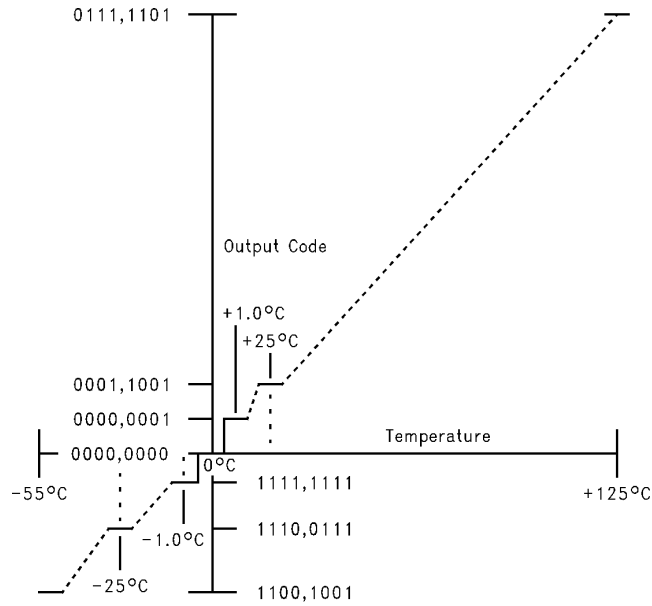 0111,1101
Output Code
+1.0°C
+25°C
0001,1001
0000,0001
Temperature
0000,0000
0°C
-55°C
1111,1111
+125°C
1110,0111
-1.0°C
-25°C
1100,1001